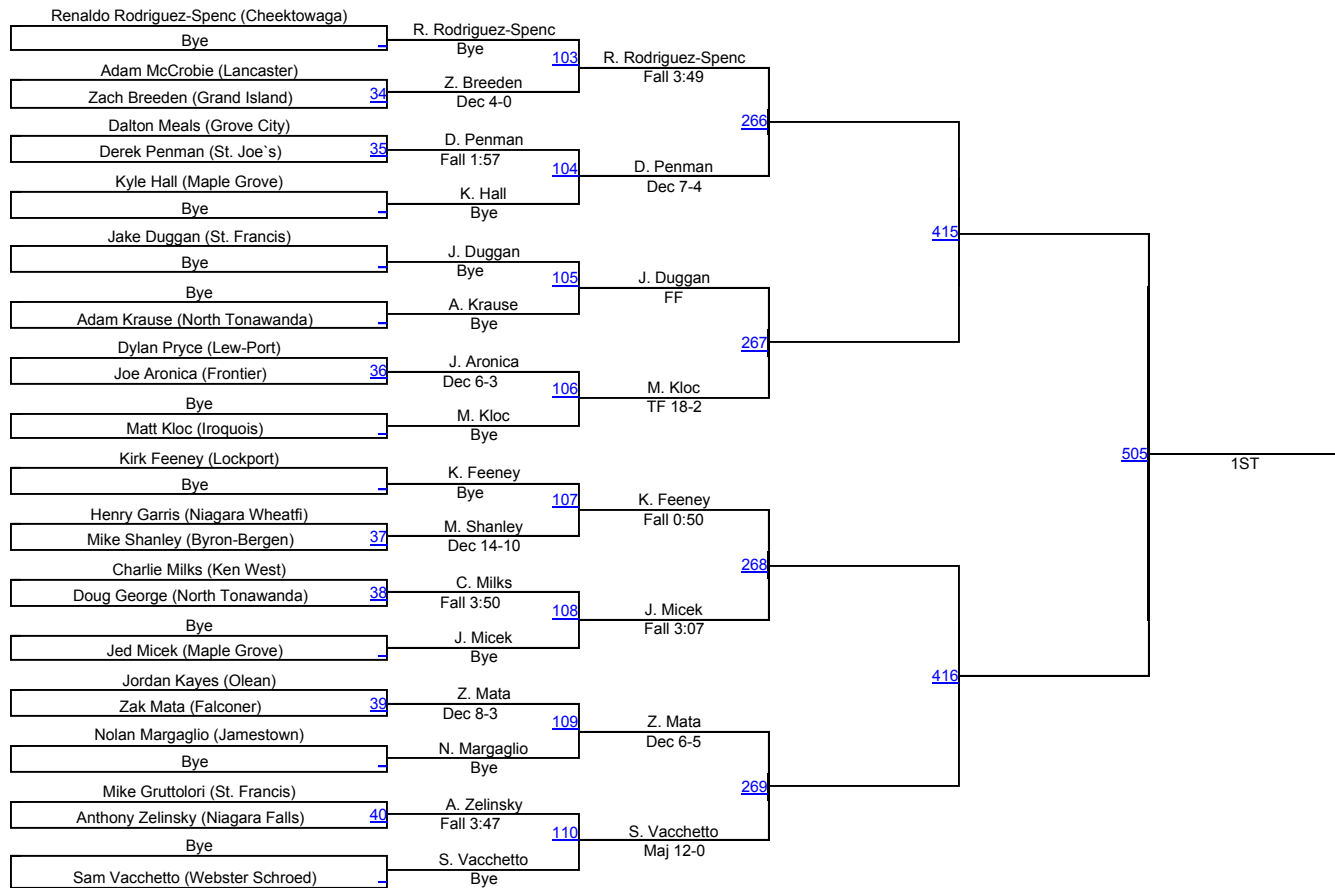 Renaldo Rodriguez-Spenc (Cheektowaga)
Bye
Adam McCrobie (Lancaster)
Zach Breeden (Grand Island)
34
Dalton Meals (Grove City)
Derek Penman (St. Joe`s)
35
Kyle Hall (Maple Grove)
Bye
Jake Duggan (St. Francis)
Bye
Bye
Adam Krause (North Tonawanda)
Dylan Pryce (Lew-Port)
Joe Aronica (Frontier)
36
Bye
Matt Kloc (Iroquois)
Kirk Feeney (Lockport)
Bye
Henry Garris (Niagara Wheatfi)
Mike Shanley (Byron-Bergen)
37
Charlie Milks (Ken West)
Doug George (North Tonawanda)
38
Bye
Jed Micek (Maple Grove)
Jordan Kayes (Olean)
Zak Mata (Falconer)
39
Nolan Margaglio (Jamestown)
Bye
Mike Gruttolori (St. Francis)
Anthony Zelinsky (Niagara Falls)
40
Bye
Sam Vacchetto (Webster Schroed)
R. Rodriguez-Spenc
Bye
103
Z. Breeden
Dec 4-0
D. Penman
Fall 1:57
104
K. Hall
Bye
J. Duggan
Bye
105
A. Krause
Bye
J. Aronica
Dec 6-3
106
M. Kloc
Bye
K. Feeney
Bye
107
M. Shanley
Dec 14-10
C. Milks
Fall 3:50
108
J. Micek
Bye
Z. Mata
Dec 8-3
109
N. Margaglio
Bye
A. Zelinsky
Fall 3:47
110
S. Vacchetto
Bye
R. Rodriguez-Spenc
Fall 3:49
266
D. Penman
Dec 7-4
J. Duggan
FF
267
M. Kloc
TF 18-2
K. Feeney
Fall 0:50
268
J. Micek
Fall 3:07
Z. Mata
Dec 6-5
269
S. Vacchetto
Maj 12-0
415
416
505
1ST